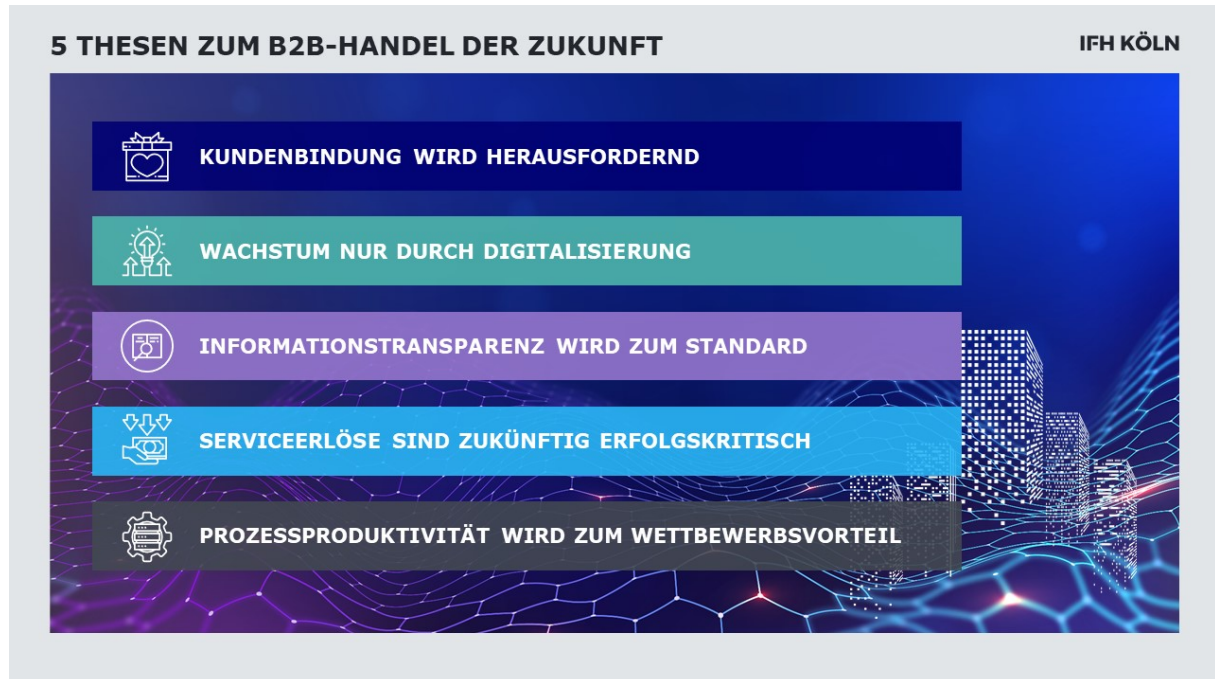 5 THESEN ZUM B2B-HANDEL DER ZUKUNFT
IFH KÖLN
KUNDENBINDUNG WIRD HERAUSFORDERND
WACHSTUM NUR DURCH DIGITALISIERUNG
INFORMATIONSTRANSPARENZ WIRD ZUM STANDARD
SERVICEERLÖSE SIND ZUKÜNFTIG ERFOLGSKRITISCH
PROZESSPRODUKTIVITÄT WIRD ZUM WETTBEWERBSVORTEIL